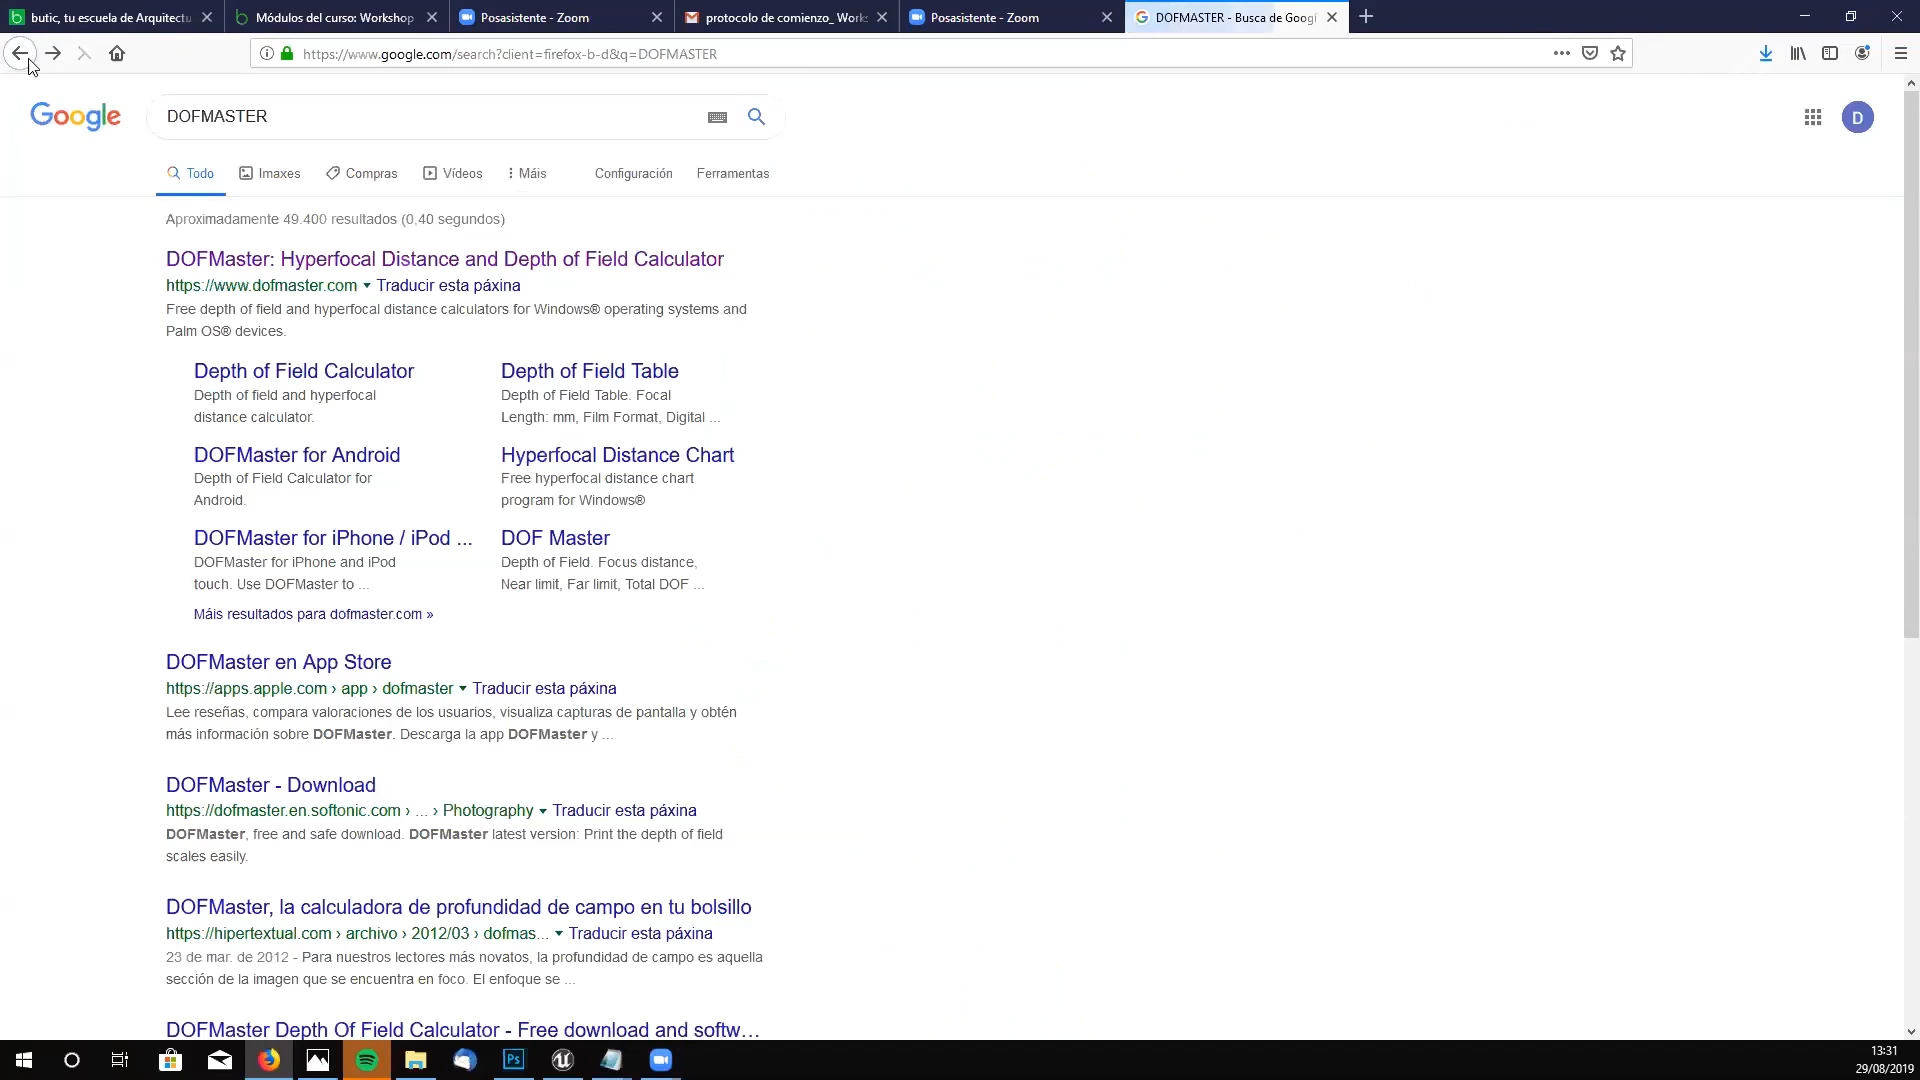 butic, tu escuela de Arquitectu
Módulos del curso: Workshop
Posasistente - Zoom
protocolo de comienzo_ Work
Posasistente - Zoom
DOFMASTER - Busca de Googl
https://www.google.com/search?client=firefox-b-d&q=DOFMASTER
Google
DOFMASTER
D
Todo
Imaxes
Compras
Vídeos
Máis
Configuración
Ferramentas
Aproximadamente 49.400 resultados (0,40 segundos)
DOFMaster: Hyperfocal Distance and Depth of Field Calculator
https://www.dofmaster.com Traducir esta páxina
Free depth of field and hyperfocal distance calculators for Windows® operating systems and
Palm OS® devices.
Depth of Field Calculator
Depth of field and hyperfocal
distance calculator.
Depth of Field Table
Depth of Field Table. Focal
Length: mm, Film Format, Digital ...
DOFMaster for Android
Depth of Field Calculator for
Android.
Hyperfocal Distance Chart
Free hyperfocal distance chart
program for Windows®
DOFMaster for iPhone / iPod ...
DOFMaster for iPhone and iPod
touch. Use DOFMaster to ...
DOF Master
Depth of Field. Focus distance,
Near limit, Far limit, Total DOF ...
Máis resultados para dofmaster.com »
DOFMaster en App Store
https://apps.apple.com › app › dofmaster Traducir esta páxina
Lee reseñas, compara valoraciones de los usuarios, visualiza capturas de pantalla y obtén
más información sobre DOFMaster. Descarga la app DOFMaster y ...
DOFMaster - Download
https://dofmaster.en.softonic.com › ... › Photography Traducir esta páxina
DOFMaster, free and safe download. DOFMaster latest version: Print the depth of field
scales easily.
DOFMaster, la calculadora de profundidad de campo en tu bolsillo
https://hipertextual.com › archivo › 2012/03 › dofmas... Traducir esta páxina
23 de mar. de 2012 - Para nuestros lectores más novatos, la profundidad de campo es aquella
sección de la imagen que se encuentra en foco. El enfoque se ...
DOFMaster Depth Of Field Calculator - Free download and softw...
Ps
13:31
29/08/2019